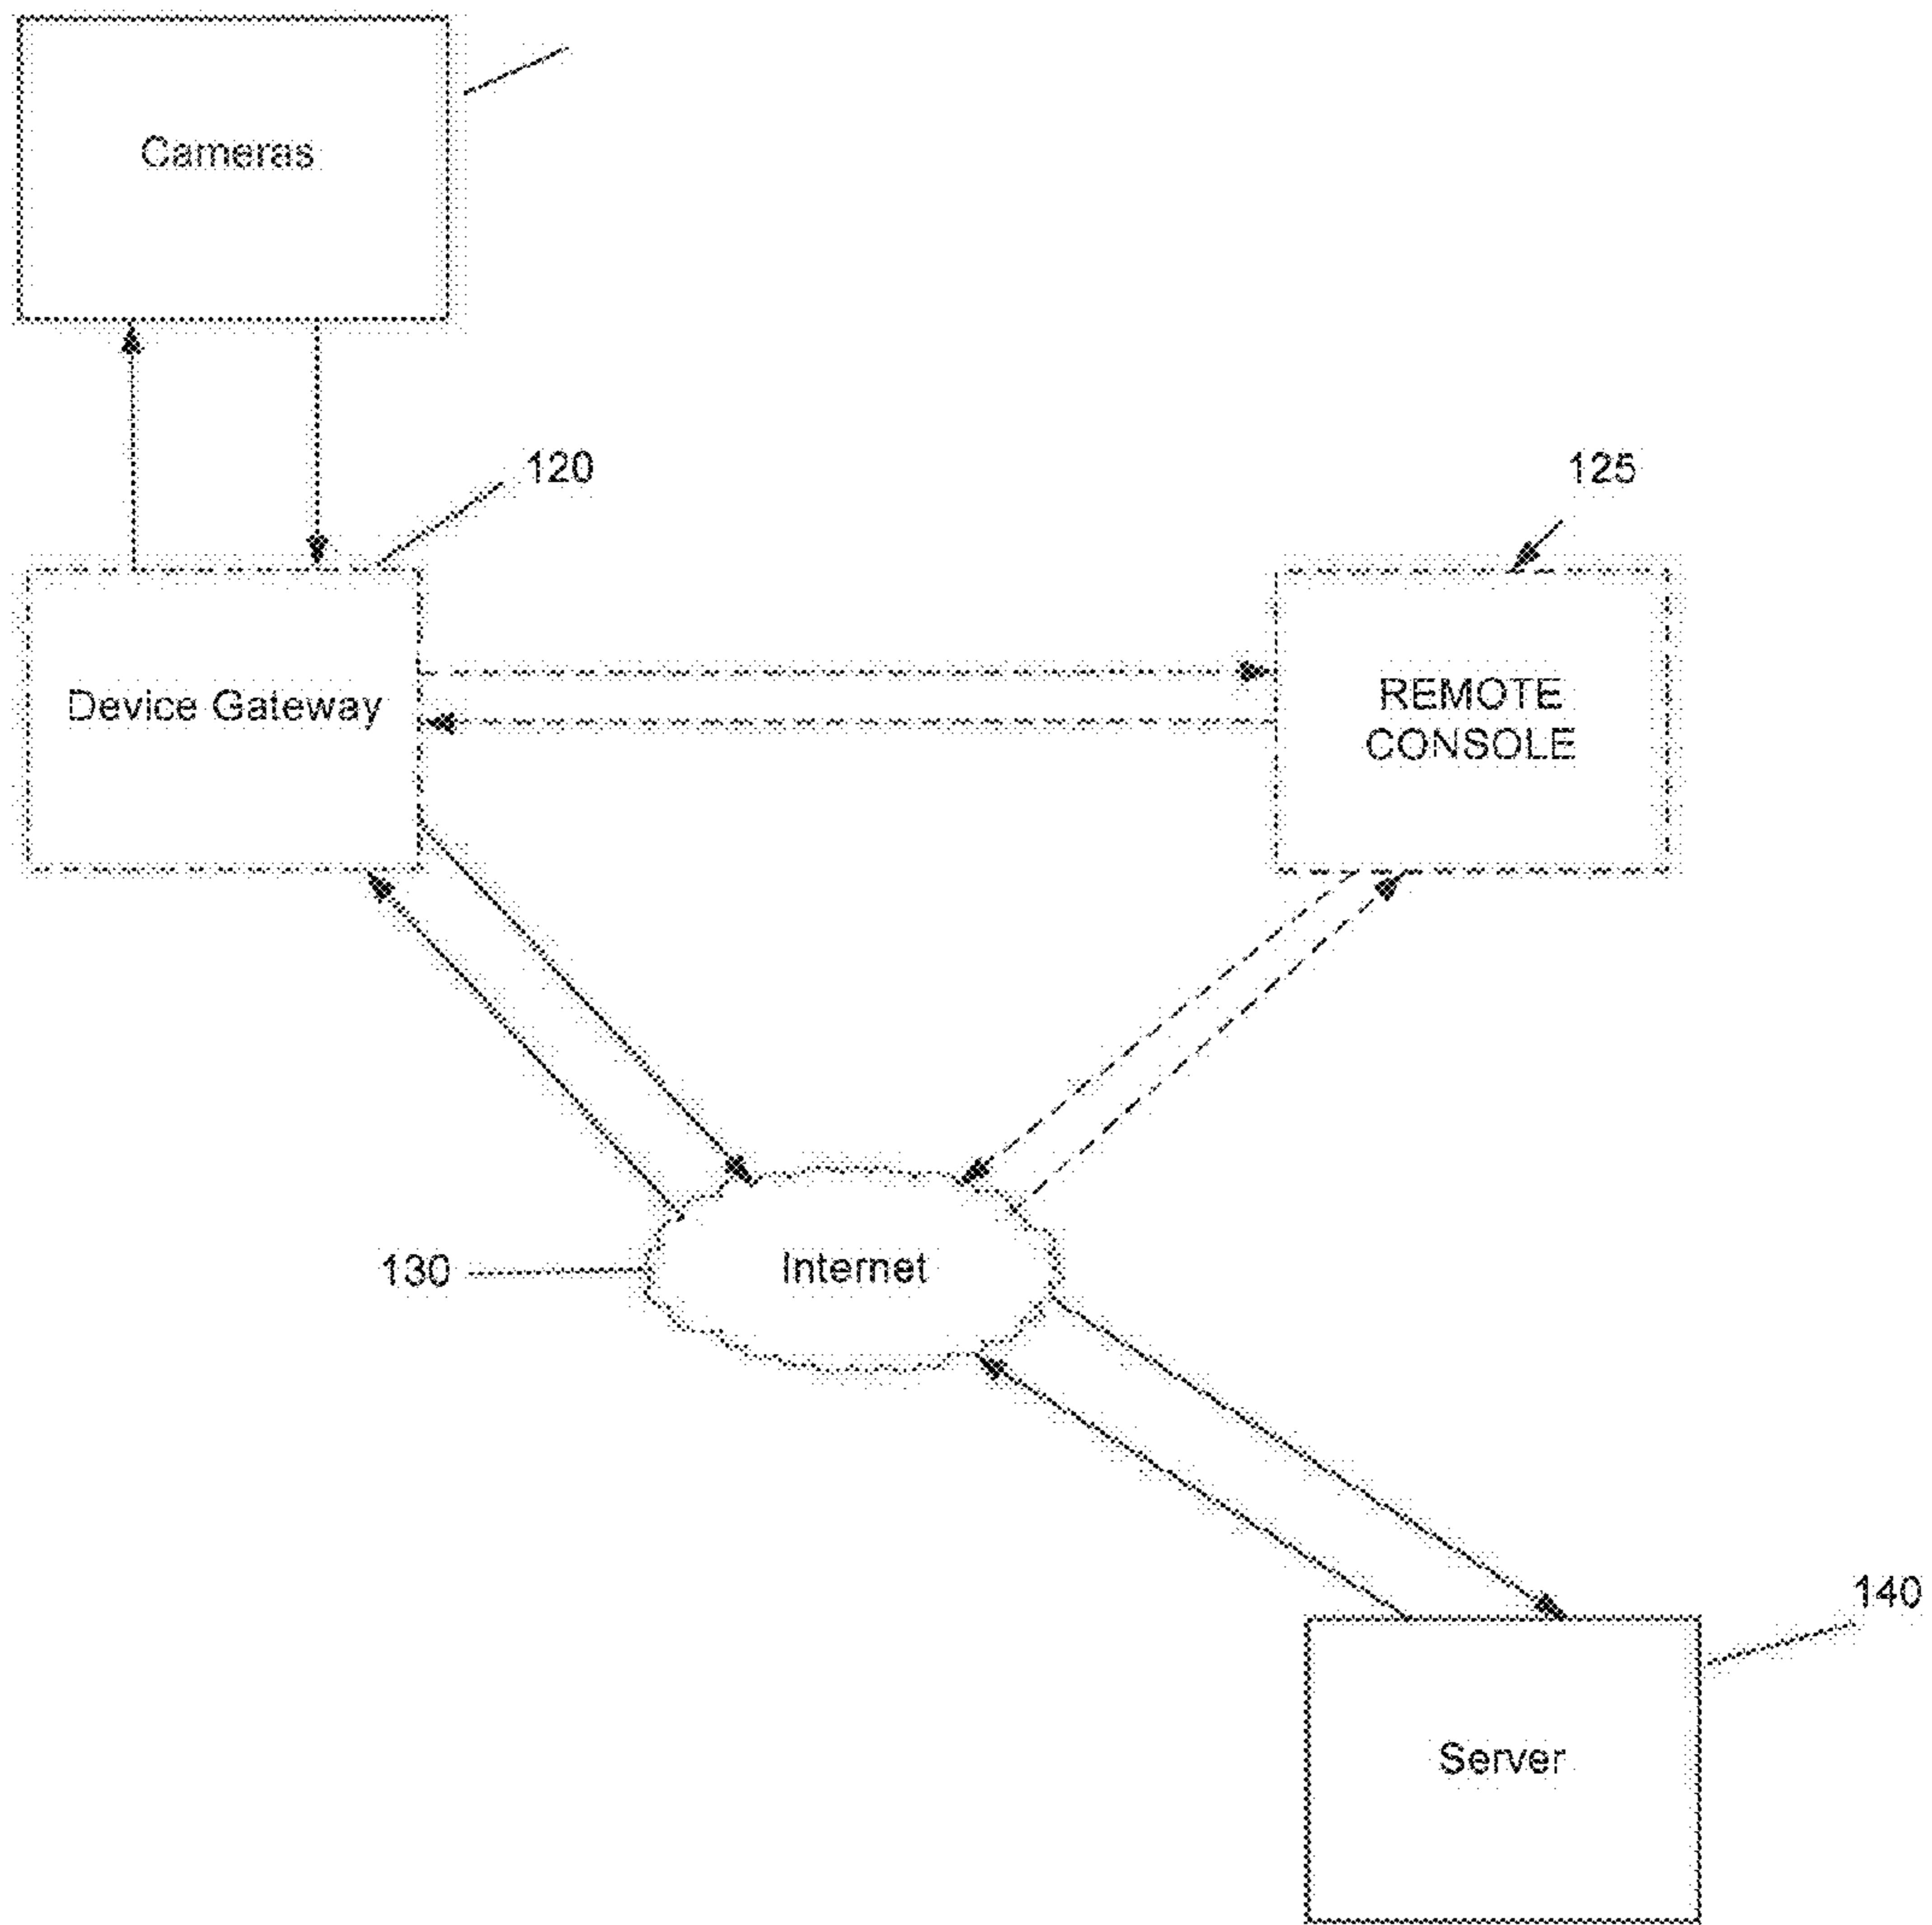 Cameras
120
125
Device Gateway
REMOTE
CONSOLE
130
Internet
140
Server